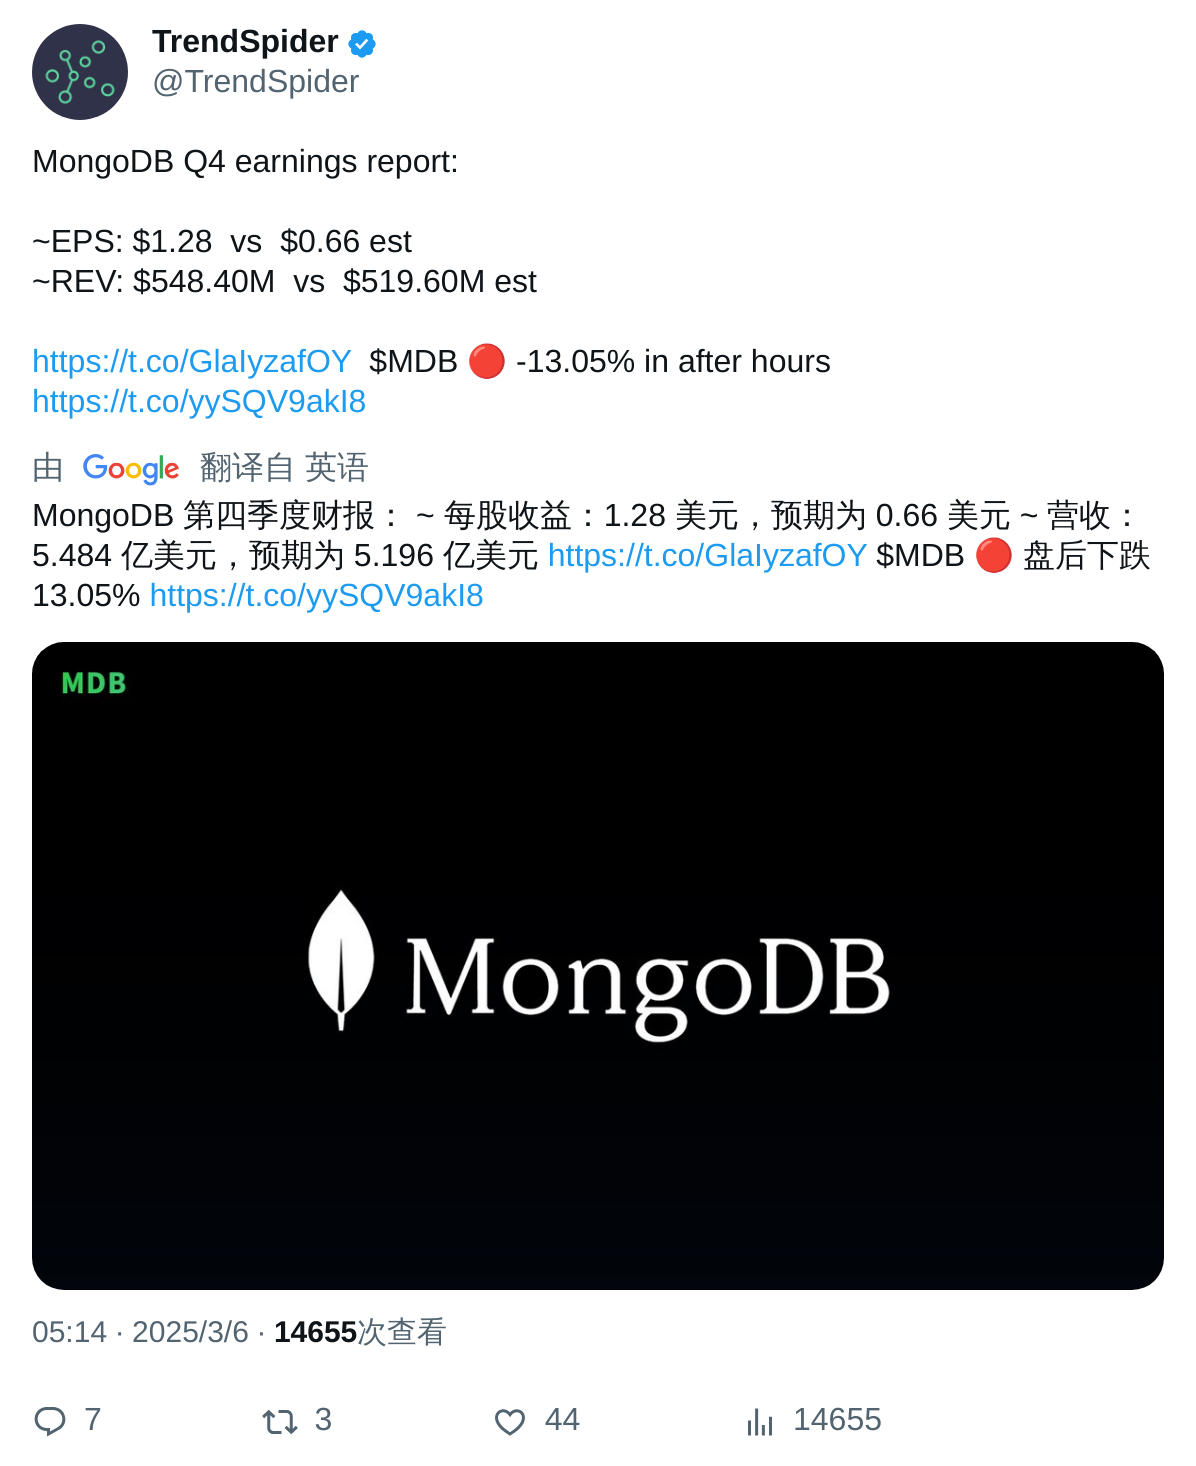 TrendSpider
@TrendSpider
MongoDB Q4 earnings report:
~EPS: $1.28  vs  $0.66 est
~REV: $548.40M  vs  $519.60M est
https://t.co/GlaIyzafOY  $MDB 🔴 -13.05% in after hours
https://t.co/yySQV9akI8
由 Google 翻译自 英语
MongoDB 第四季度财报： ~ 每股收益：1.28 美元，预期为 0.66 美元 ~ 营收：
5.484 亿美元，预期为 5.196 亿美元 https://t.co/GlaIyzafOY $MDB 🔴 盘后下跌
13.05% https://t.co/yySQV9akI8
MDB
MongoDB
05:14 · 2025/3/6 · 14655次查看
7 3 44 14655